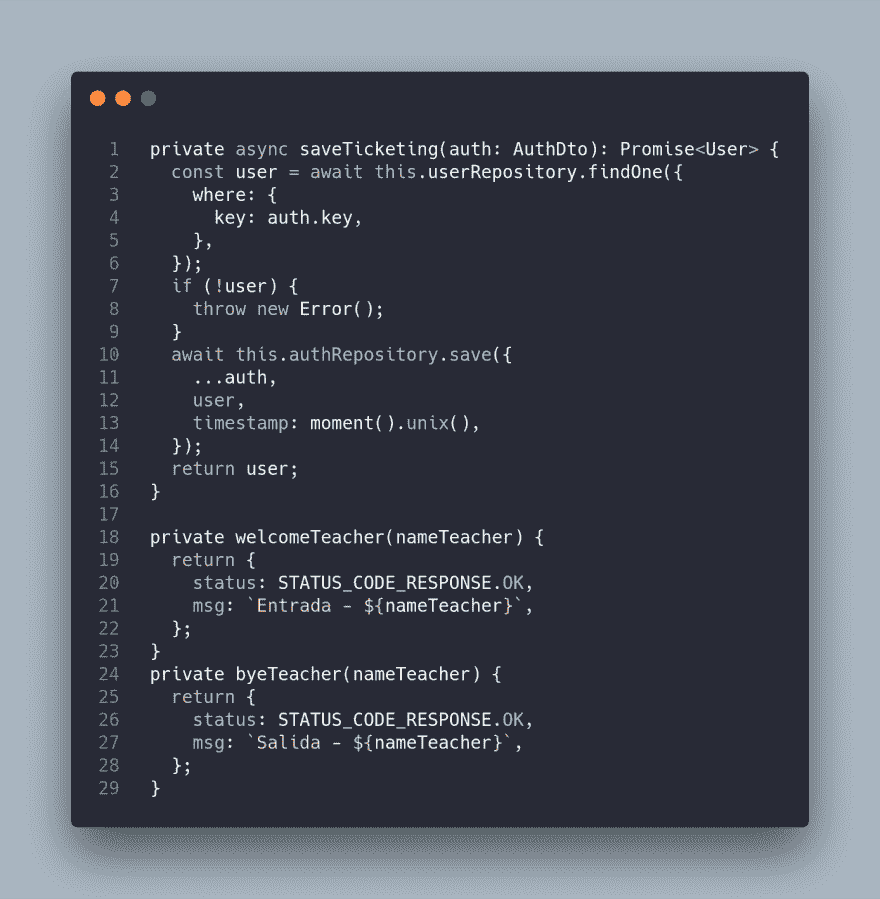 1 private async saveTicketing(auth: AuthDto): Promise<User> {
2   const user = await this.userRepository.findOne({
3     where: {
4       key: auth.key,
5     },
6   });
7   if (!user) {
8     throw new Error();
9   }
10   await this.authRepository.save({
11     ...auth,
12     user,
13     timestamp: moment().unix(),
14   });
15   return user;
16 }
17
18 private welcomeTeacher(nameTeacher) {
19   return {
20     status: STATUS_CODE_RESPONSE.OK,
21     msg: `Entrada - ${nameTeacher}`,
22   };
23 }
24 private byeTeacher(nameTeacher) {
25   return {
26     status: STATUS_CODE_RESPONSE.OK,
27     msg: `Salida - ${nameTeacher}`,
28   };
29 }